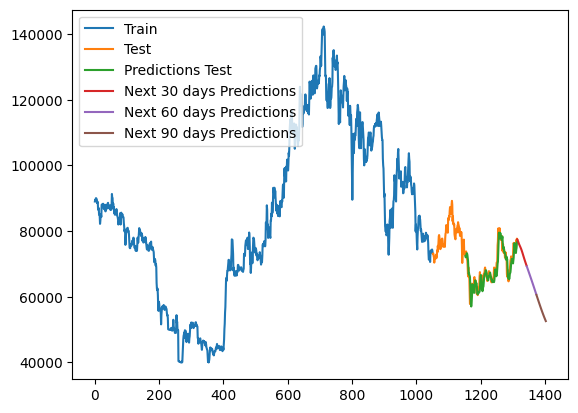 Train
Test
Predictions Test
Next 30 days Predictions
Next 60 days Predictions
Next 90 days Predictions
140000
120000
100000
80000
60000
40000
0 200 400 600 800 1000 1200 1400